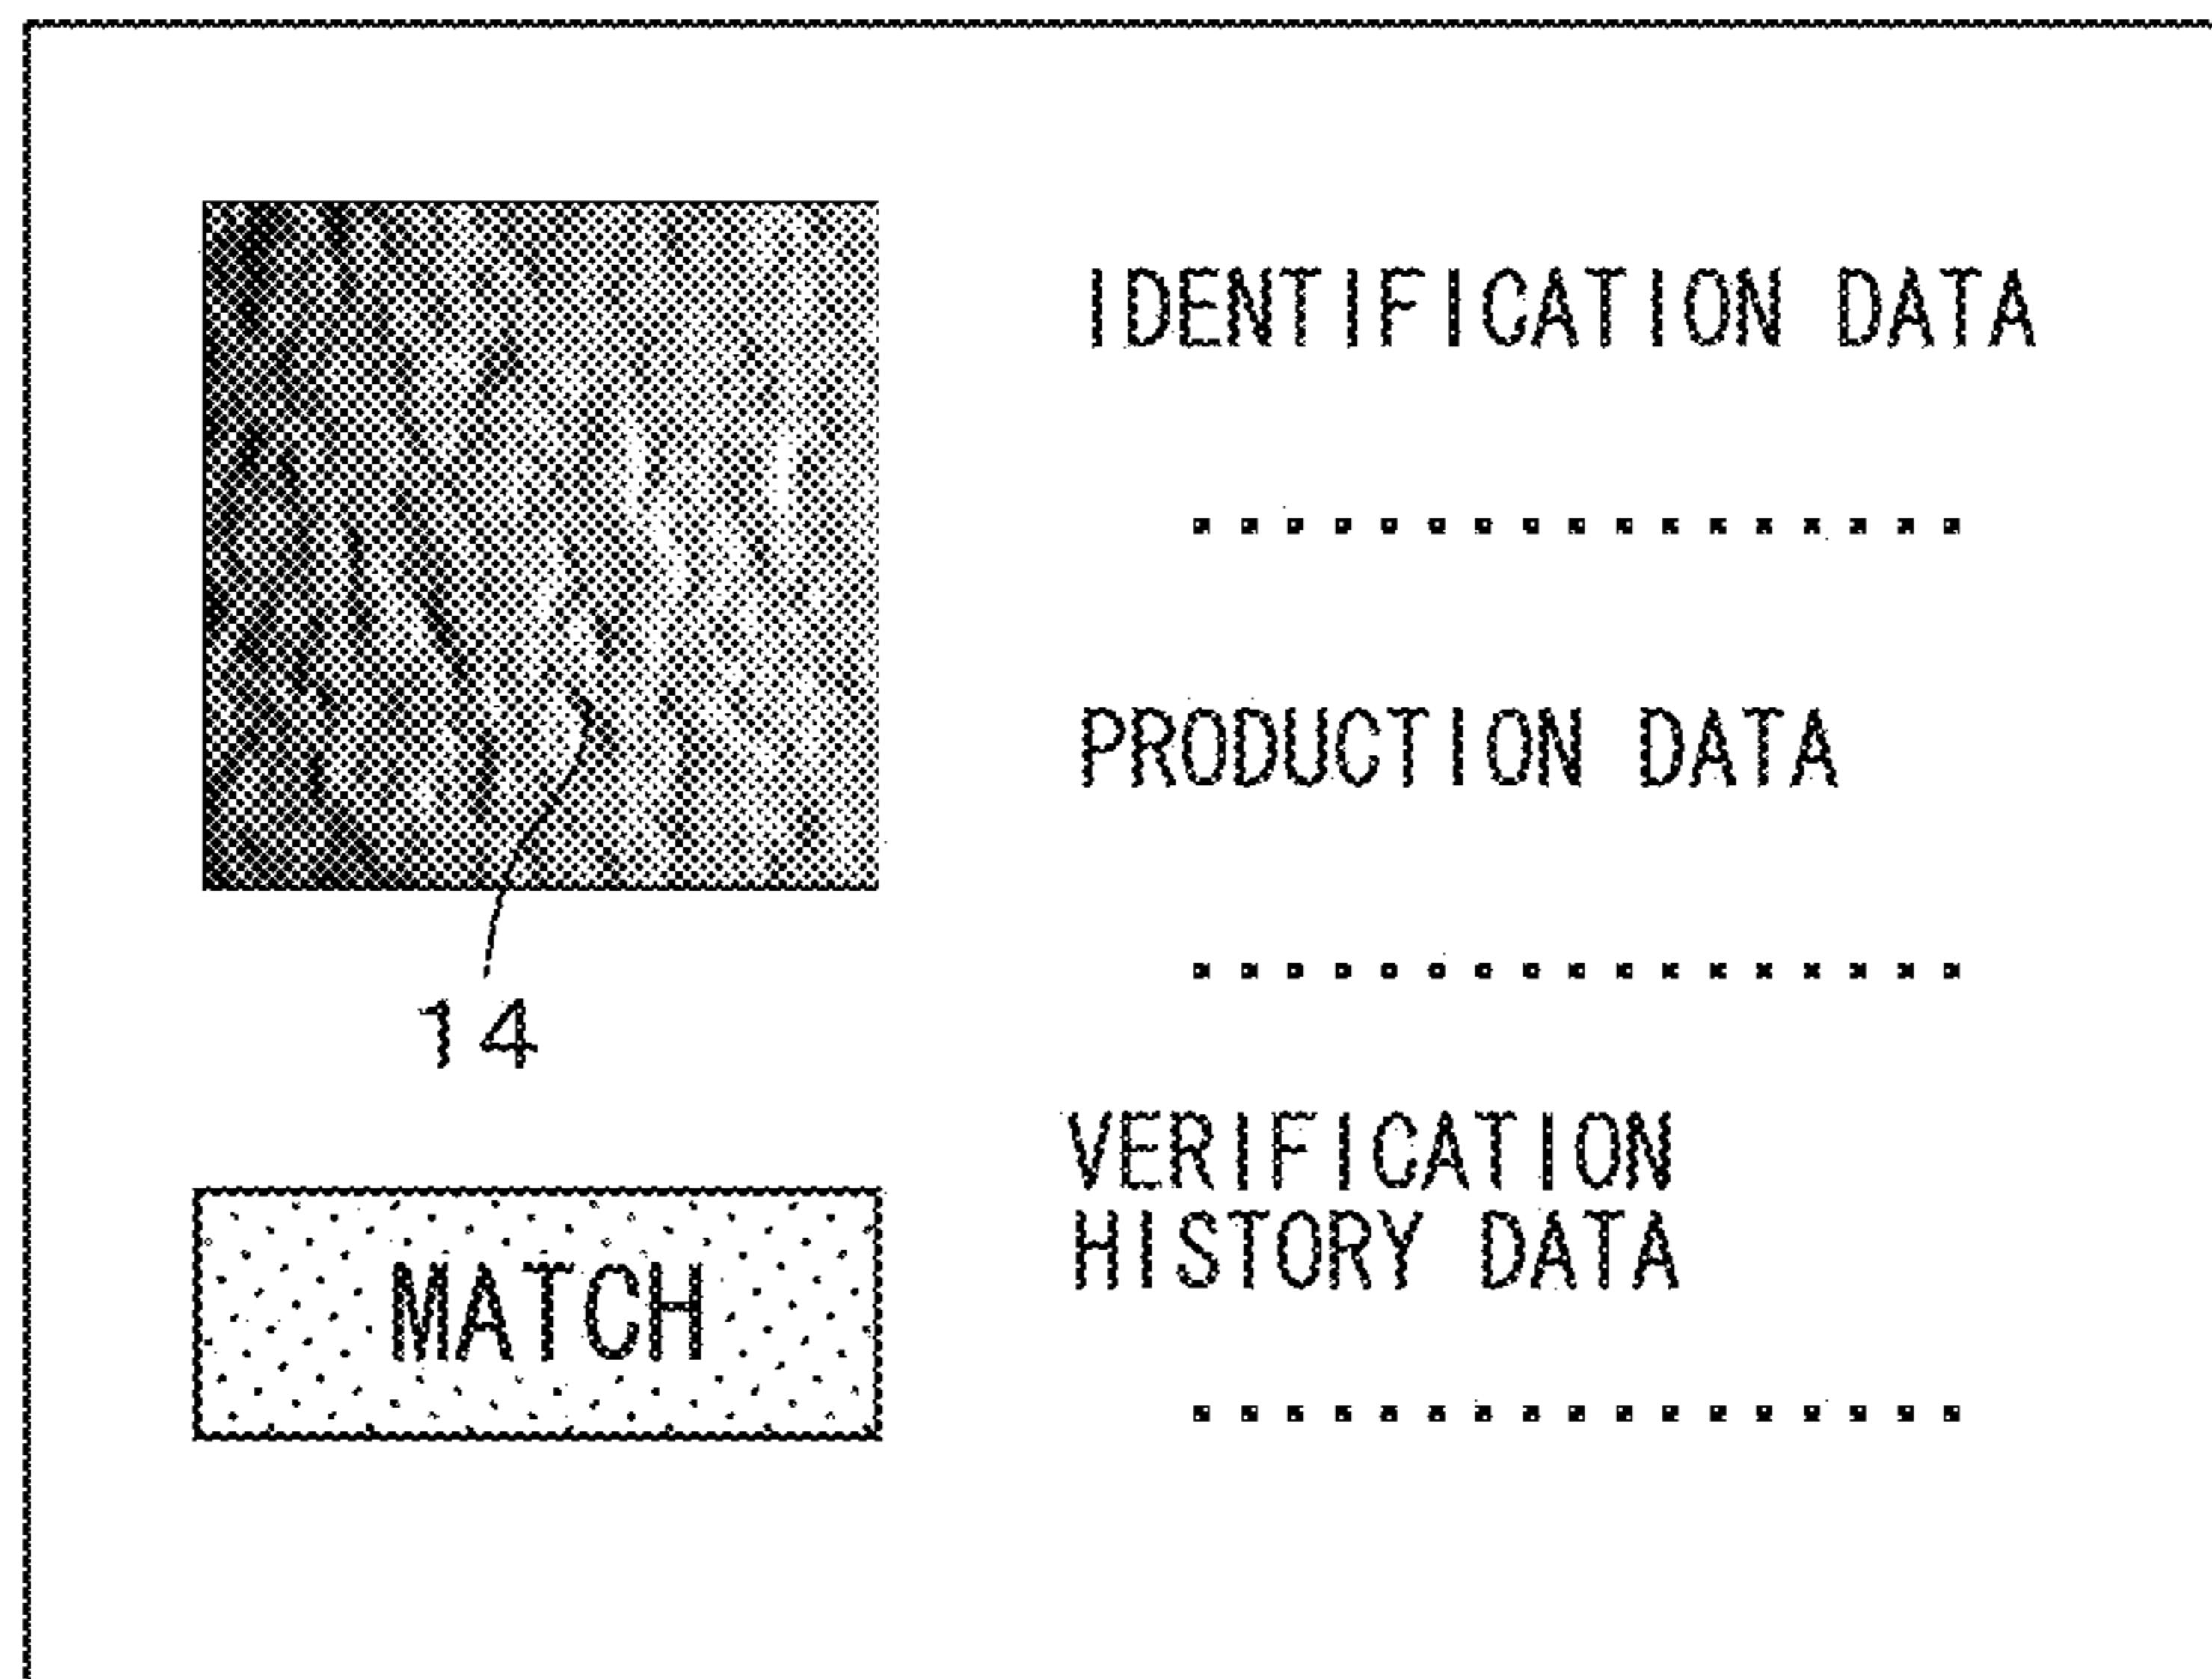 14
MATCH
IDENTIFICATION DATA
................
PRODUCTION DATA
................
VERIFICATION
HISTORY DATA
................